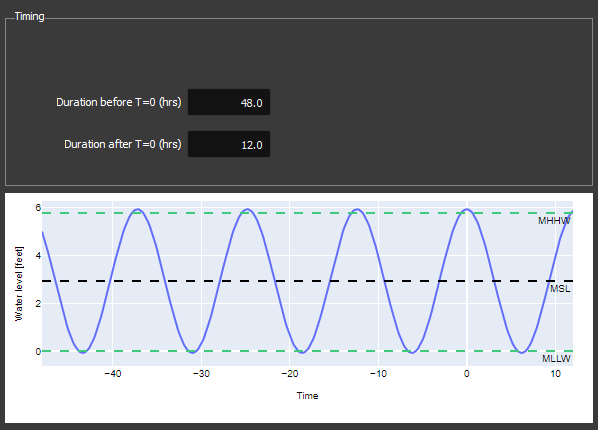 Timing
Duration before T=0 (hrs) 48.0
Duration after T=0 (hrs) 12.0
6
MHHW
4
Water level [feet]
MSL
2
0
MLLW
−40 −30 −20 −10 0 10
Time